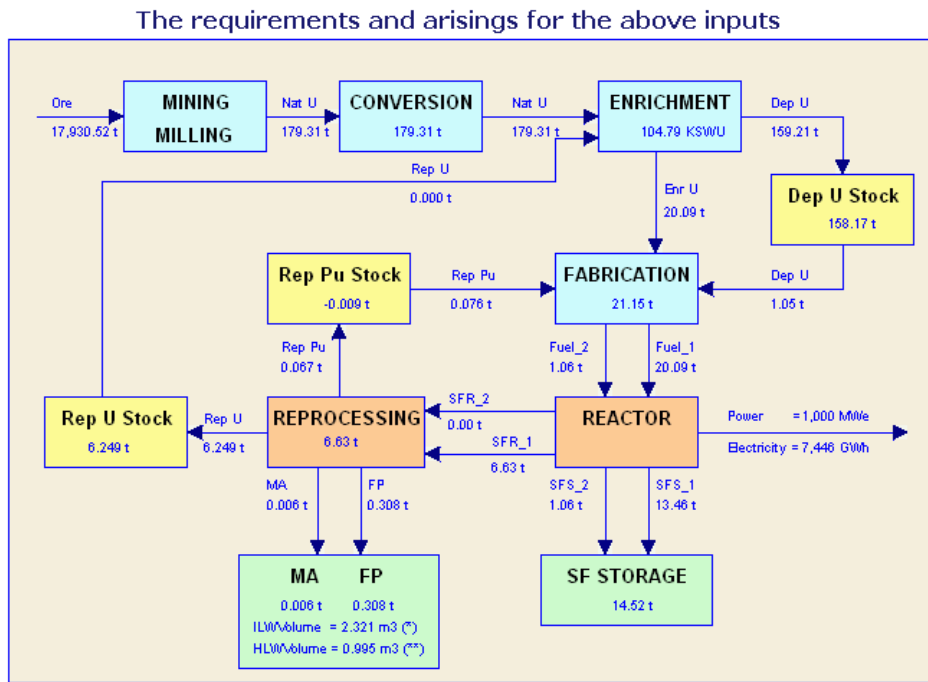 The requirements and arisings for the above inputs
Ore
17,930.52 t
MINING
MILLING
Nat U
179.31 t
CONVERSION
179.31 t
Nat U
179.31 t
ENRICHMENT
104.79 KSWU
Dep U
159.21 t
Rep U
0.000 t
Enr U
20.09 t
Dep U Stock
158.17 t
Rep Pu Stock
-0.009 t
Rep Pu
0.076 t
FABRICATION
21.15 t
Dep U
1.05 t
Rep Pu
0.067 t
Fuel_2
1.06 t
Fuel_1
20.09 t
Rep U Stock
6.249 t
Rep U
6.249 t
REPROCESSING
6.63 t
SFR_2
0.00 t
SFR_1
6.63 t
REACTOR
Power = 1,000 MWe
Electricity = 7,446 GWh
MA
0.006 t
FP
0.308 t
SFS_2
1.06 t
SFS_1
13.46 t
MA FP
0.006 t 0.308 t
ILWVolume = 2.321 m3 (*)
HLWVolume = 0.995 m3 (**)
SF STORAGE
14.52 t